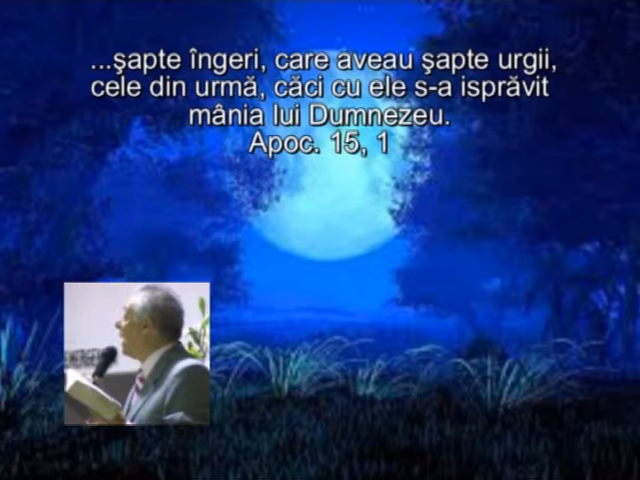 ...şapte îngeri, care aveau şapte urgii,
cele din urmă, căci cu ele s-a isprăvit
mânia lui Dumnezeu.
Apoc. 15, 1